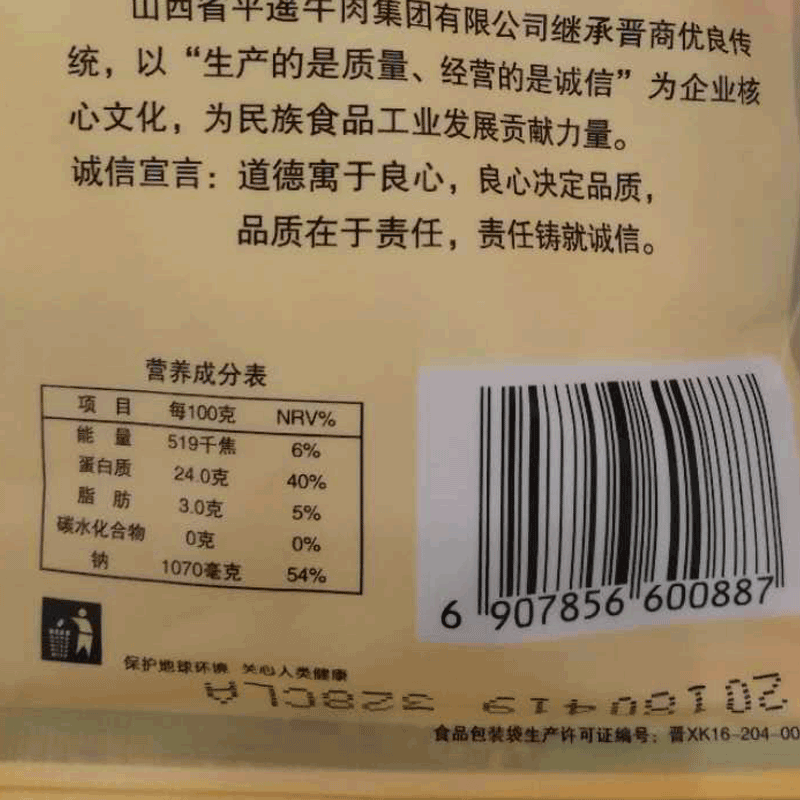 山西省平遥牛肉集团有限公司继承晋商优良传
统，以“生产的是质量、经营的是诚信”为企业核
心文化，为民族食品工业发展贡献力量。
诚信宣言：道德寓于良心，良心决定品质，
品质在于责任，责任铸就诚信。
营养成分表
项 目 每100克 NRV%
能 量 519千焦 6%
蛋白质 24.0克 40%
脂 肪 3.0克 5%
碳水化合物 0克 0%
钠 1070毫克 54%
6 907856 600887
保护地球环境 关心人类健康
20180419
食品包装袋生产许可证编号：晋XK16-204-00